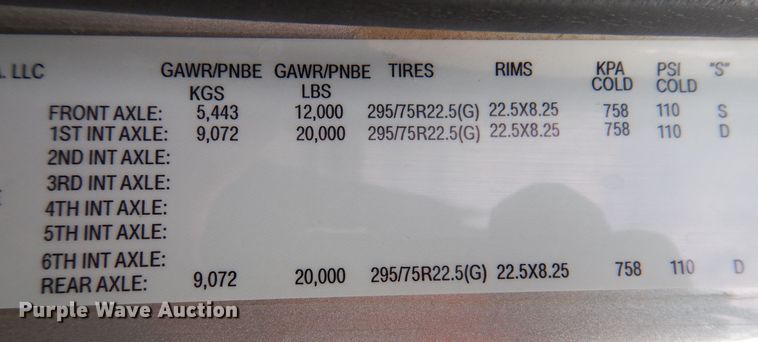 . LLC GAWR/PNBE GAWR/PNBE TIRES RIMS KPA PSI "S"
KGS LBS COLD COLD
FRONT AXLE: 5,443 12,000 295/75R22.5(G) 22.5X8.25 758 110 S
1ST INT AXLE: 9,072 20,000 295/75R22.5(G) 22.5X8.25 758 110 D
2ND INT AXLE:
3RD INT AXLE:
4TH INT AXLE:
5TH INT AXLE:
6TH INT AXLE:
REAR AXLE: 9,072 20,000 295/75R22.5(G) 22.5X8.25 758 110 D
Purple Wave Auction